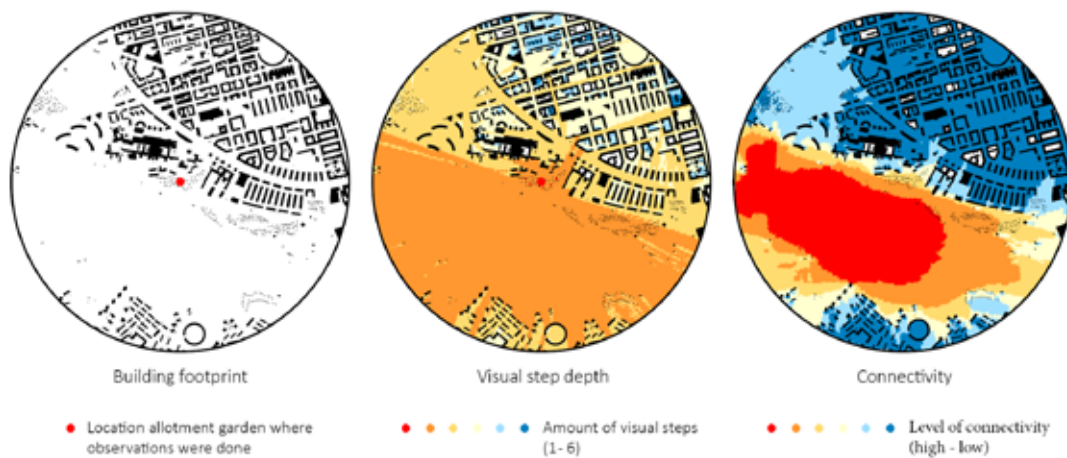 Building footprint
Visual step depth
Connectivity
Location allotment garden where
observations were done
Amount of visual steps
(1- 6)
Level of connectivity
(high - low)